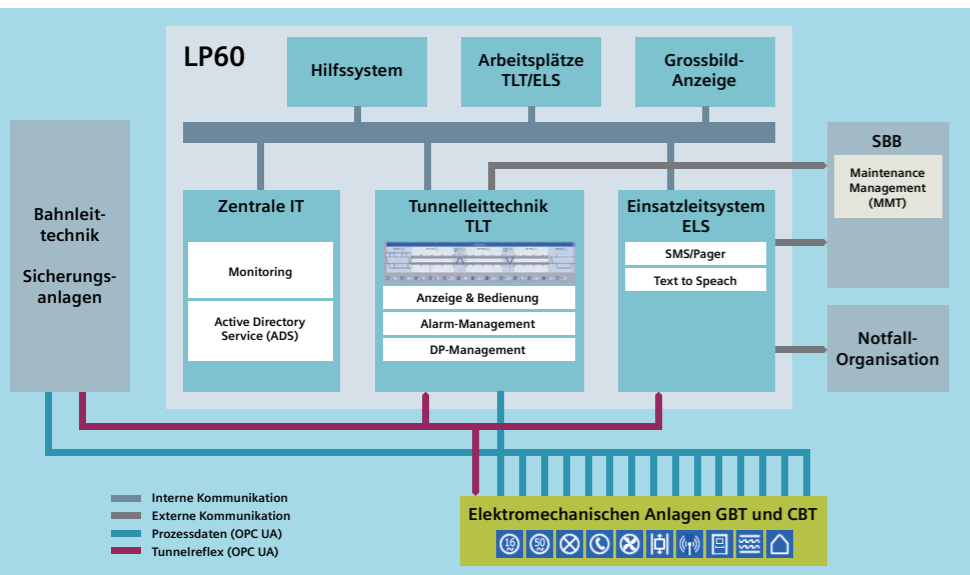 LP60
Hilfssystem
Arbeitsplätze
TLT/ELS
Grossbild-
Anzeige
Bahnleit-
technik
Sicherungs-
anlagen
Zentrale IT
Monitoring
Active Directory
Service (ADS)
Tunnelleittechnik
TLT
Anzeige & Bedienung
Alarm-Management
DP-Management
Einsatzleitsystem
ELS
SMS/Pager
Text to Speach
SBB
Maintenance
Management
(MMT)
Notfall-
Organisation
Interne Kommunikation
Externe Kommunikation
Prozessdaten (OPC UA)
Tunnelreflex (OPC UA)
Elektromechanischen Anlagen GBT und CBT
16
50